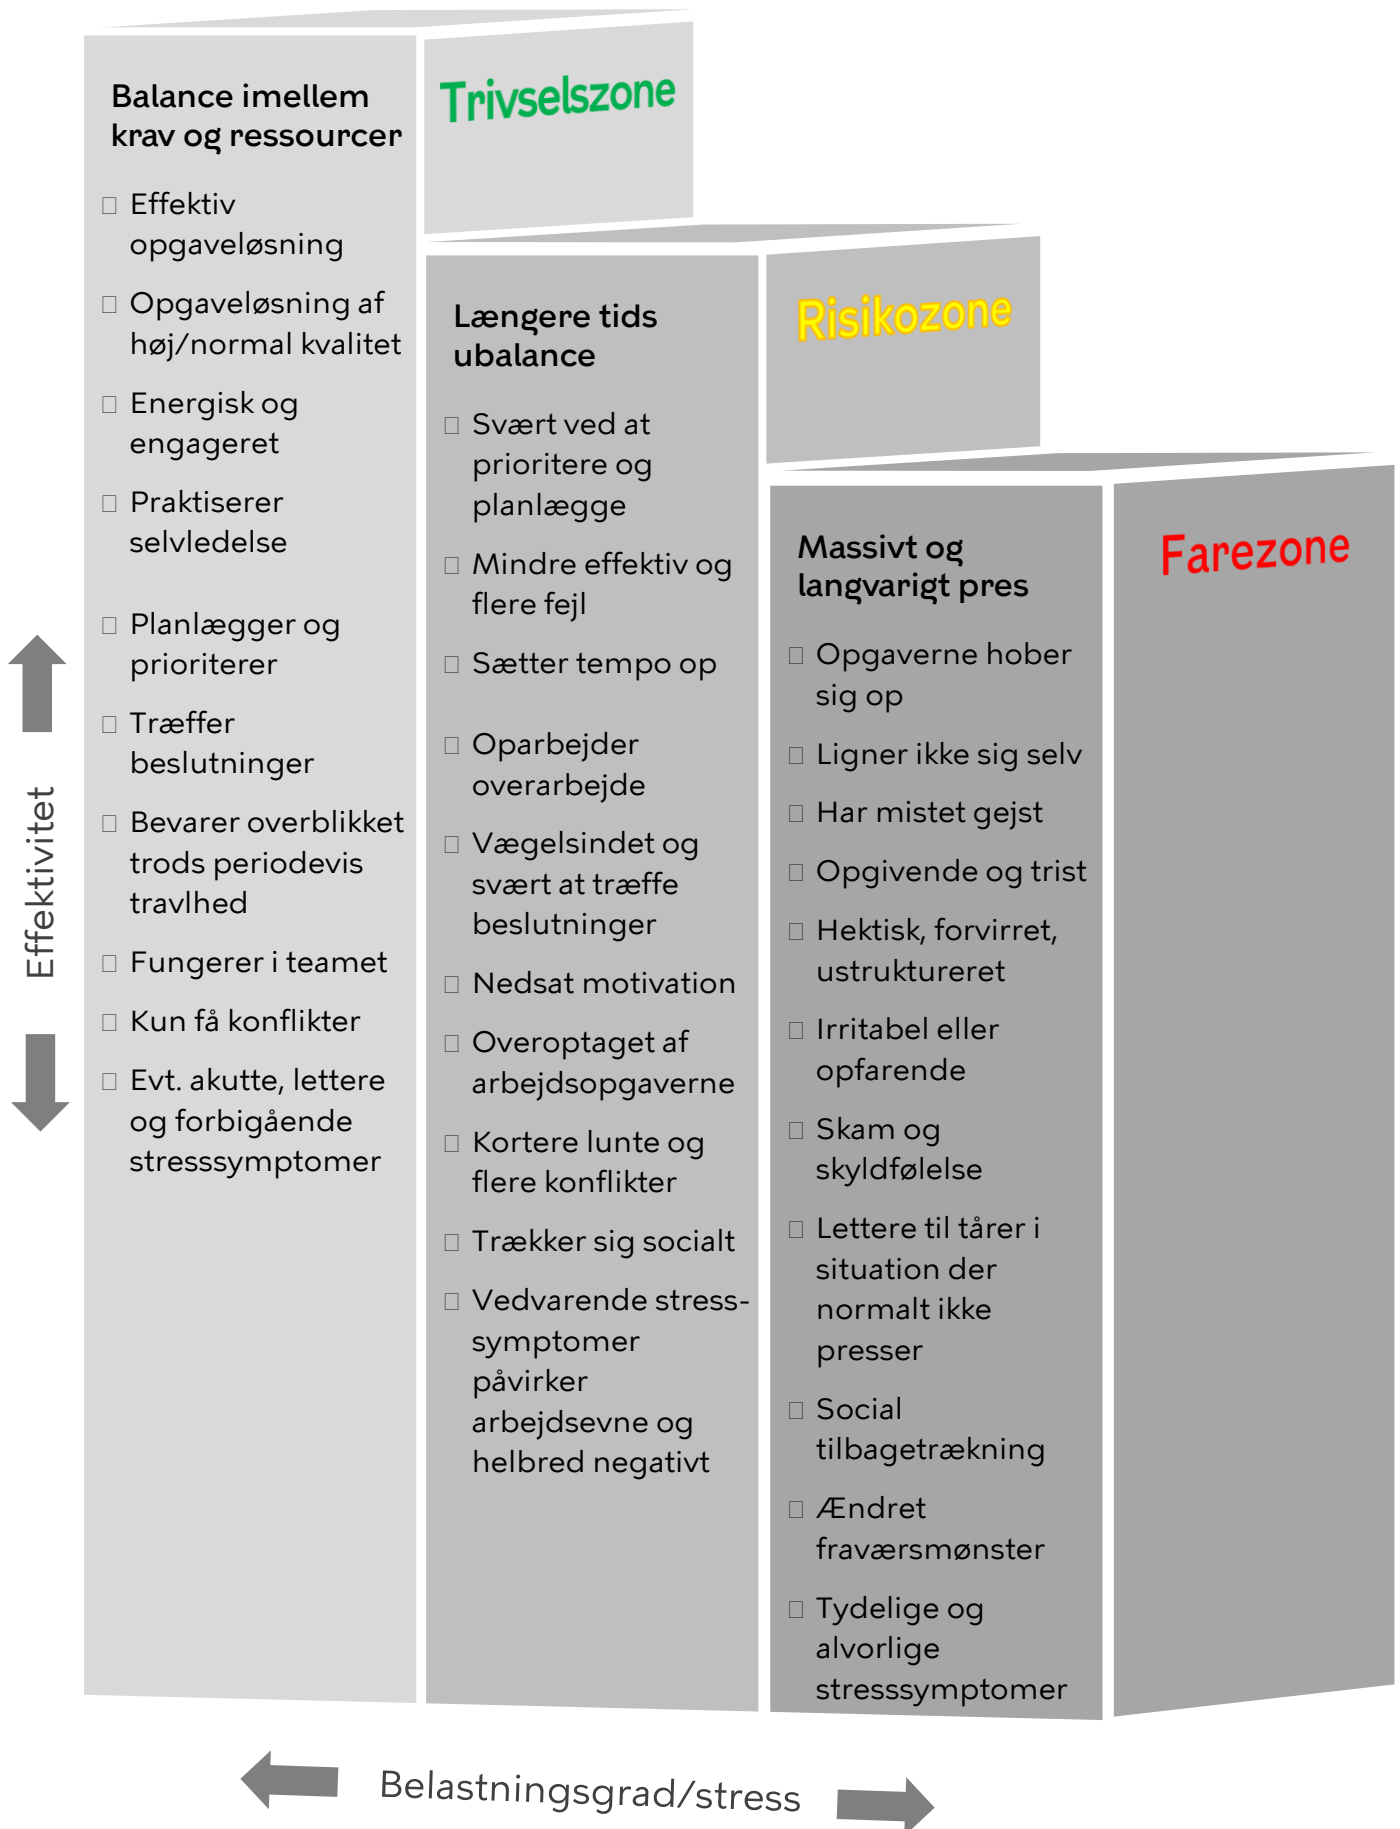 Balance imellem
krav og ressourcer
□ Effektiv
opgaveløsning
□ Opgaveløsning af
høj/normal kvalitet
□ Energisk og
engageret
□ Praktiserer
selvledelse
□ Planlægger og
prioriterer
□ Træffer
beslutninger
□ Bevarer overblikket
trods periodevis
travlhed
□ Fungerer i teamet
□ Kun få konflikter
□ Evt. akutte, lettere
og forbigående
stresssymptomer
Trivselszone
Længere tids
ubalance
□ Svært ved at
prioritere og
planlægge
□ Mindre effektiv og
flere fejl
□ Sætter tempo op
□ Oparbejder
overarbejde
□ Vægelsindet og
svært at træffe
beslutninger
□ Nedsat motivation
□ Overoptaget af
arbejdsopgaverne
□ Kortere lunte og
flere konflikter
□ Trækker sig socialt
□ Vedvarende stress-
symptomer
påvirker
arbejdsevne og
helbred negativt
Risikozone
Massivt og
langvarigt pres
□ Opgaverne hober
sig op
□ Ligner ikke sig selv
□ Har mistet gejst
□ Opgivende og trist
□ Hektisk, forvirret,
ustruktureret
□ Irritabel eller
opfarende
□ Skam og
skyldfølelse
□ Lettere til tårer i
situation der
normalt ikke
presser
□ Social
tilbagetrækning
□ Ændret
fraværsmønster
□ Tydelige og
alvorlige
stresssymptomer
Farezone
Effektivitet
Belastningsgrad/stress